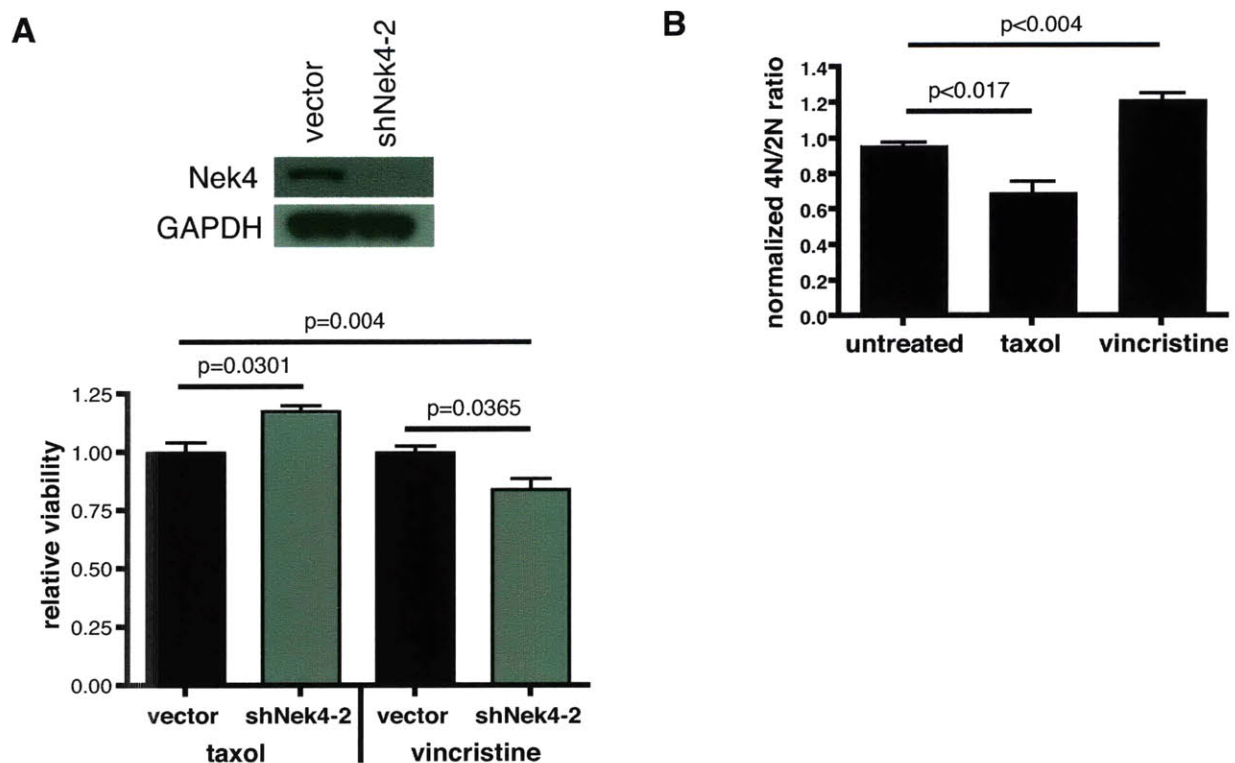 A
vector
shNek4-2
Nek4
GAPDH
p=0.004
p=0.0301
p=0.0365
relative viability
1.25
1.00
0.75
0.50
0.25
0.00
vector
shNek4-2
vector
shNek4-2
taxol
vincristine
B
p<0.004
p<0.017
normalized 4N/2N ratio
1.4
1.2
1.0
0.8
0.6
0.4
0.2
0.0
untreated
taxol
vincristine